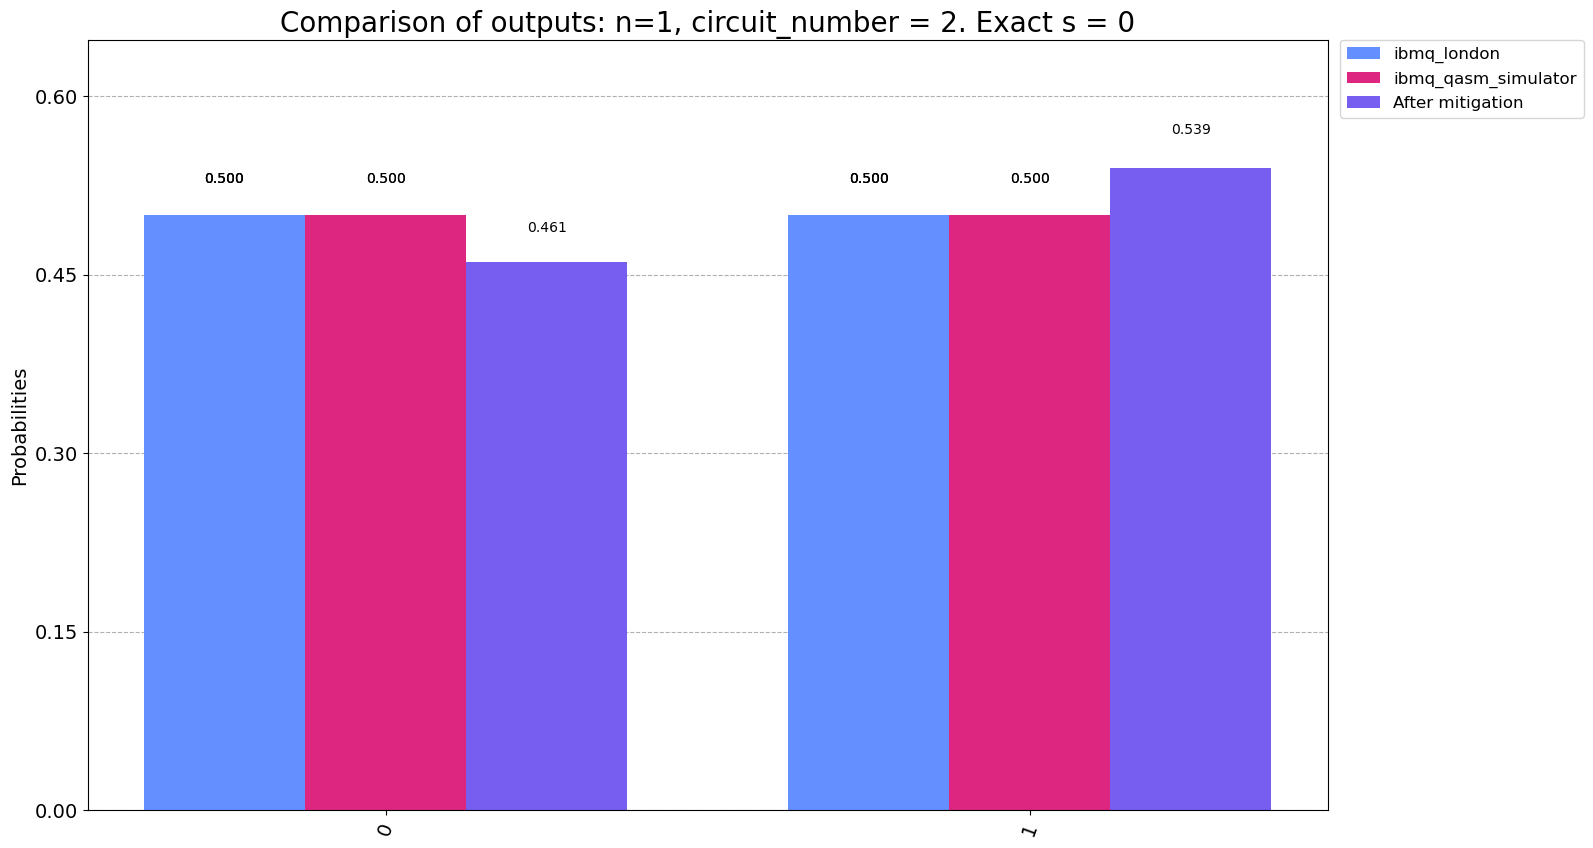 Comparison of outputs: n=1, circuit_number = 2. Exact s = 0
ibmq_london
ibmq_qasm_simulator
After mitigation
0.60
0.45
0.30
0.15
0.00
Probabilities
0.500
0.500
0.461
0.500
0.500
0.539
0
1